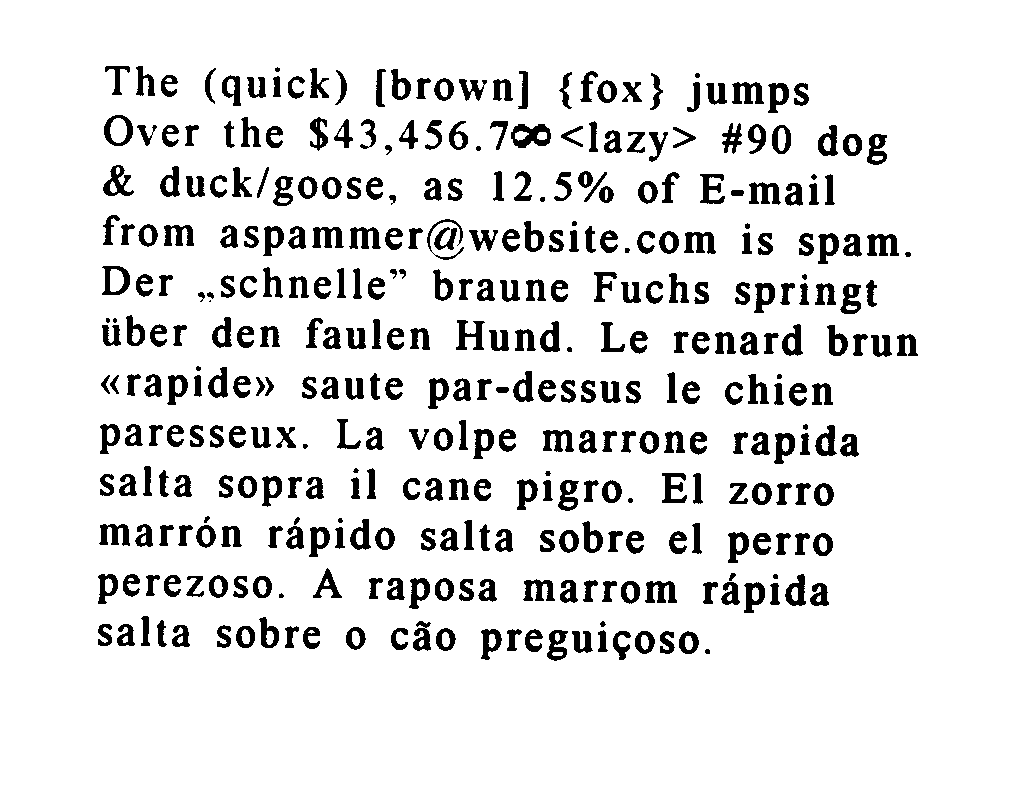 The (quick) [brown] {fox} jumps
Over the $43,456.7∞<lazy> #90 dog
& duck/goose, as 12.5% of E-mail
from aspammer@website.com is spam.
Der „schnelle” braune Fuchs springt
über den faulen Hund. Le renard brun
«rapide» saute par-dessus le chien
paresseux. La volpe marrone rapida
salta sopra il cane pigro. El zorro
marrón rápido salta sobre el perro
perezoso. A raposa marrom rápida
salta sobre o cão preguiçoso.